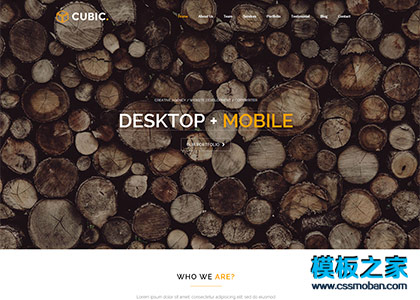 CUBIC.
Home About Us Team Services Portfolio Testimonial Blog Contact
CREATIVE AGENCY / WEBSITE DEVELOPMENT & COPYWRITER
DESKTOP + MOBILE
OUR PORTFOLIO
WHO WE ARE?
Lorem ipsum dolor sit amet, consectetur adipiscing elit, sed do eiusmod
模板之家
www.cssmoban.com